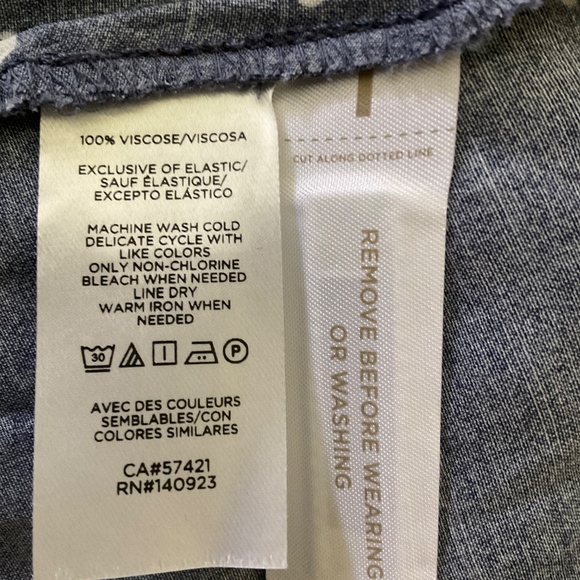 100% VISCOSE/VISCOSA
EXCLUSIVE OF ELASTIC/
SAUF ÉLASTIQUE/
EXCEPTO ELÁSTICO
MACHINE WASH COLD
DELICATE CYCLE WITH
LIKE COLORS
ONLY NON-CHLORINE
BLEACH WHEN NEEDED
LINE DRY
WARM IRON WHEN
NEEDED
30 P
AVEC DES COULEURS
SEMBLABLES/CON
COLORES SIMILARES
CA#57421
RN#140923
CUT ALONG DOTTED LINE
REMOVE BEFORE WEARING
OR WASHING